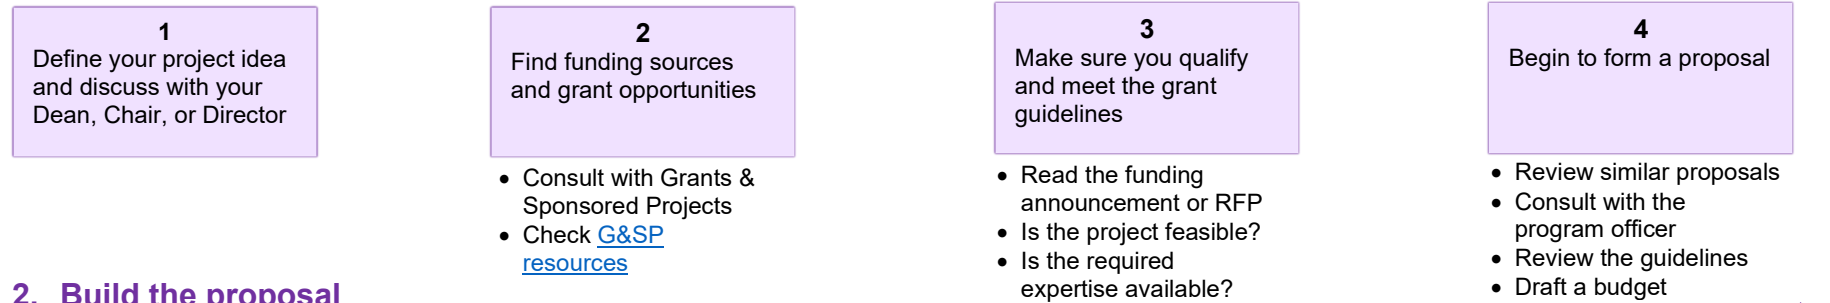 1
Define your project idea
and discuss with your
Dean, Chair, or Director
2
Find funding sources
and grant opportunities
• Consult with Grants &
Sponsored Projects
• Check G&SP
resources
3
Make sure you qualify
and meet the grant
guidelines
• Read the funding
announcement or RFP
• Is the project feasible?
• Is the required
expertise available?
4
Begin to form a proposal
• Review similar proposals
• Consult with the
program officer
• Review the guidelines
• Draft a budget
2. Build the proposal